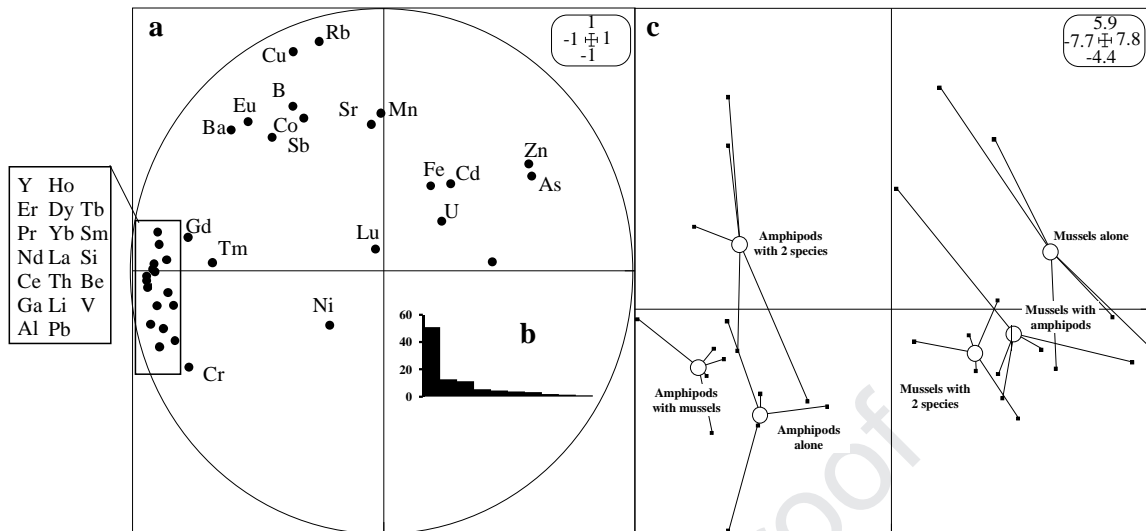 a
1
-1 1
-1
Rb
Cu
B
Eu
Co
Ba
Sb
Sr
Mn
Zn
As
Fe
Cd
U
Lu
Gd
Tm
Ni
Cr
Y Ho
Er Dy Tb
Pr Yb Sm
Nd La Si
Ce Th Be
Ga Li V
Al Pb
b
60
40
20
0
c
5.9
-7.7 7.8
-4.4
Amphipods
with 2 species
Mussels alone
Mussels with
amphipods
Amphipods
with mussels
Mussels with
2 species
Amphipods
alone
roof